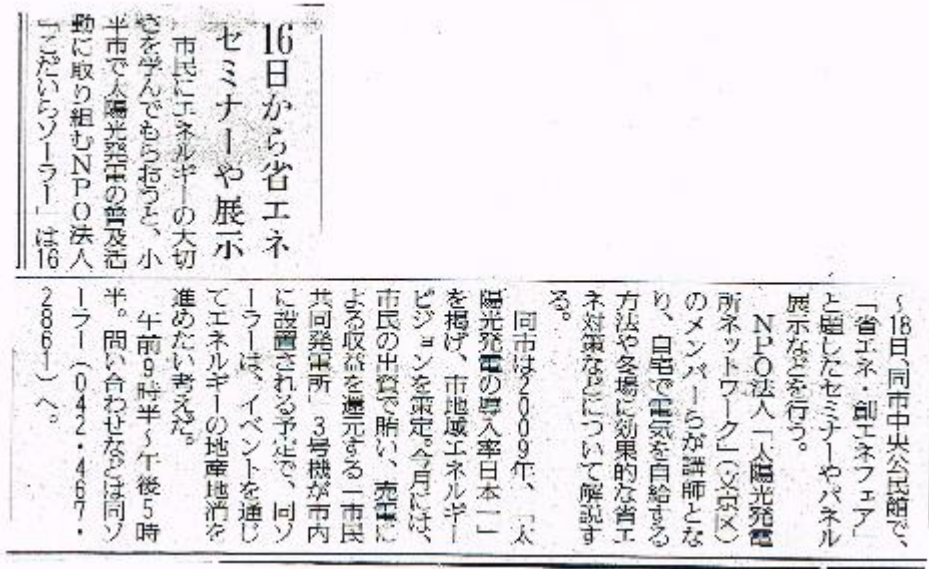 16日から省エネ
セミナーや展示
市民にエネルギーの大切
さを学んでもらおうと、小
平市で太陽光発電の普及活
動に取り組むNPO法人
「こだいらソーラー」は16
～18日、同市中央公民館で、
「省エネ・創エネフェア」
と題したセミナーやパネル
展示などを行う。
NPO法人「太陽光発電
所ネットワーク」（文京区）
のメンバーらが講師とな
り、自宅で電気を自給する
方法や冬場に効果的な省エ
ネ対策などについて解説す
る。
同市は2009年、「太
陽光発電の導入率日本一」
を掲げ、市地域エネルギー
ビジョンを策定。今月には、
市民の出資で賄い、売電に
よる収益を還元する「市民
共同発電所」3号機が市内
に設置される予定で、同ソ
ーラーは、イベントを通じ
てエネルギーの地産地消を
進めたい考えだ。
午前9時半～午後5時
半。問い合わせなどは同ソ
ーラー（042・467・
2861）へ。